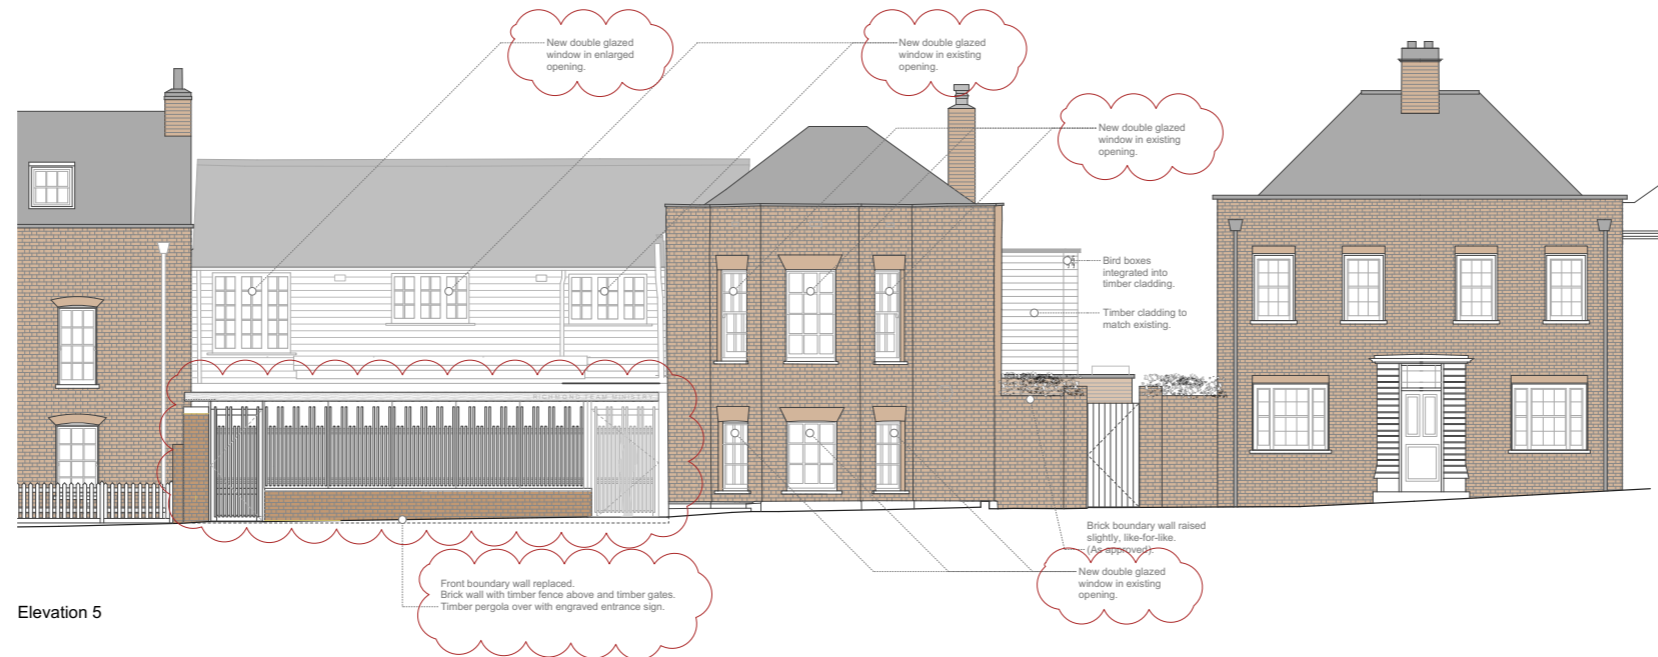 New double glazed
window in enlarged
opening.
New double glazed
window in existing
opening.
New double glazed
window in existing
opening.
Bird boxes
integrated into
timber cladding.
Timber cladding to
match existing.
RICHMOND TEAM MINISTRY
Brick boundary wall raised
slightly, like-for-like.
(As approved).
New double glazed
window in existing
opening.
Front boundary wall replaced.
Brick wall with timber fence above and timber gates.
Timber pergola over with engraved entrance sign.
Elevation 5